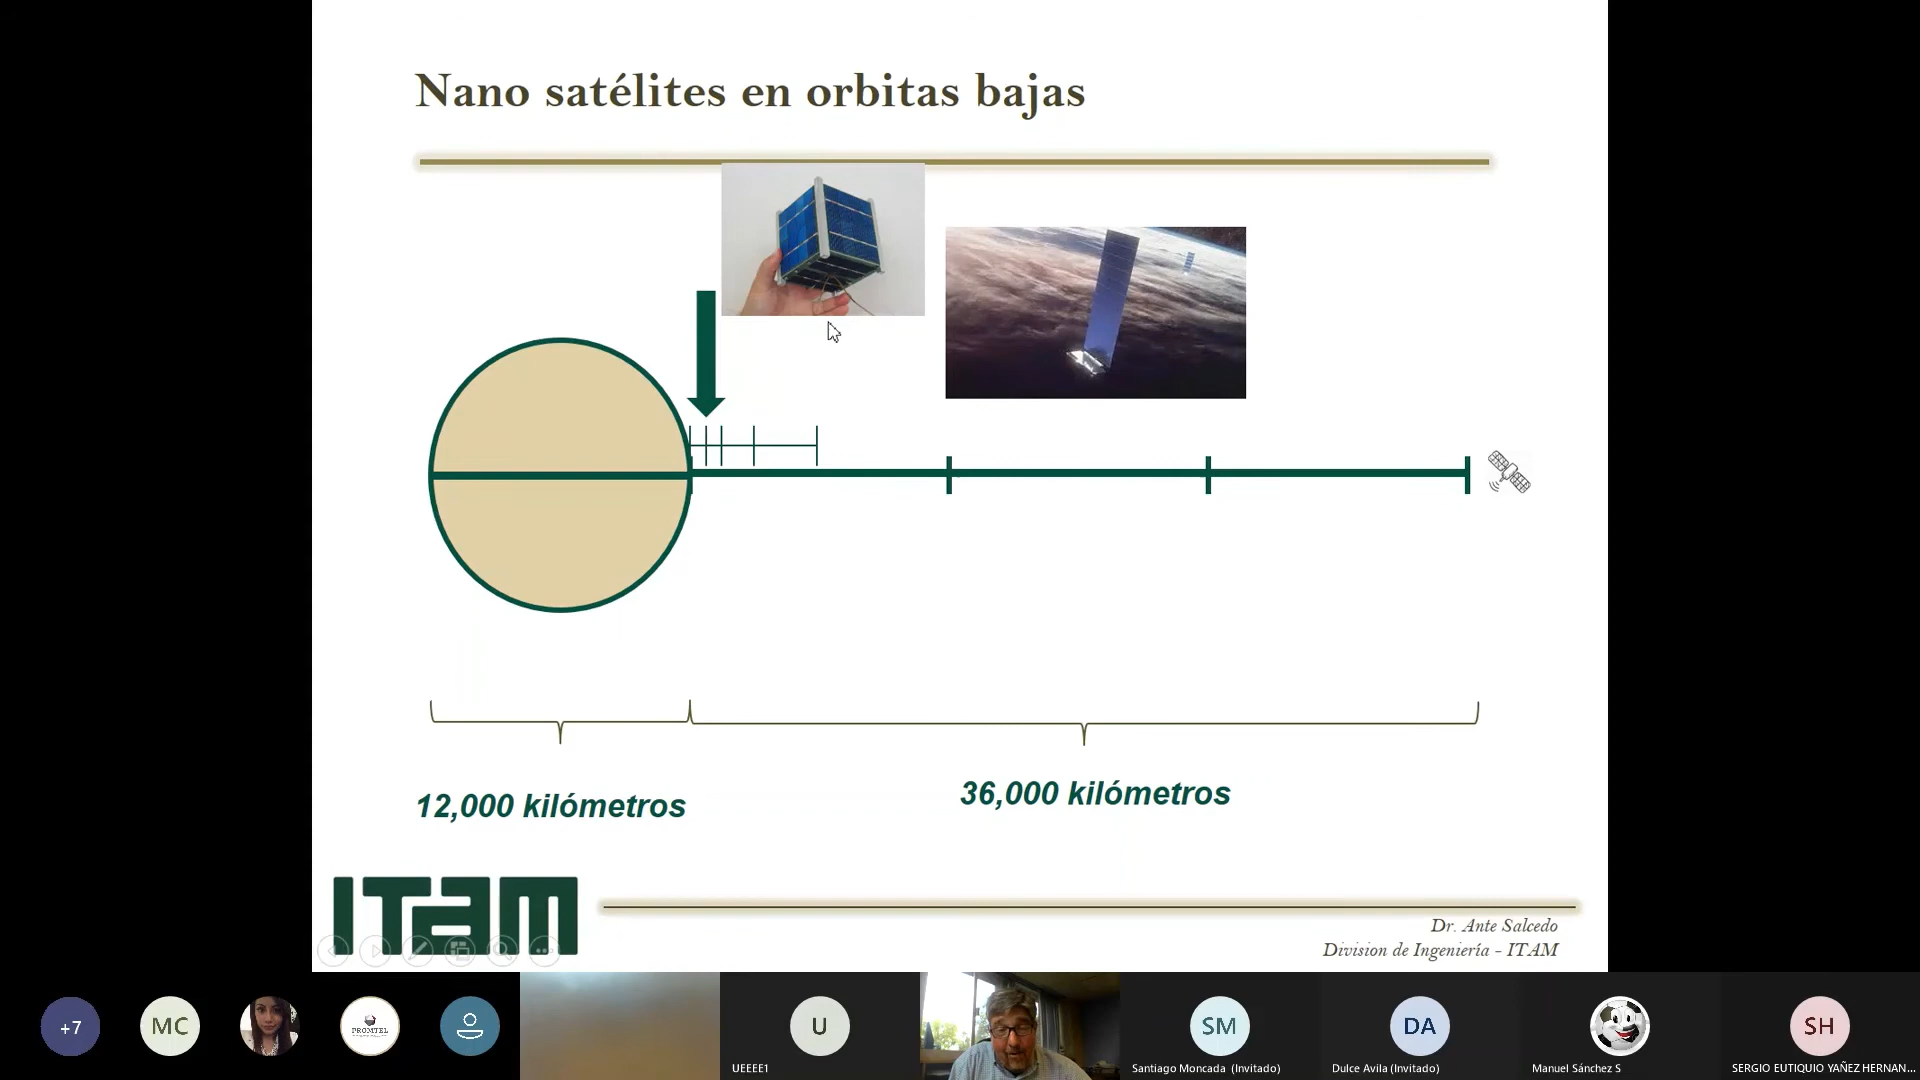 Nano satélites en orbitas bajas
12,000 kilómetros
36,000 kilómetros
ITAM
Dr. Ante Salcedo
Division de Ingeniería - ITAM
+7
MC
PROMTEL
U
SM
DA
SH
UEEEE1
Santiago Moncada (Invitado)
Dulce Avila (Invitado)
Manuel Sánchez S
SERGIO EUTIQUIO YAÑEZ HERNAN...